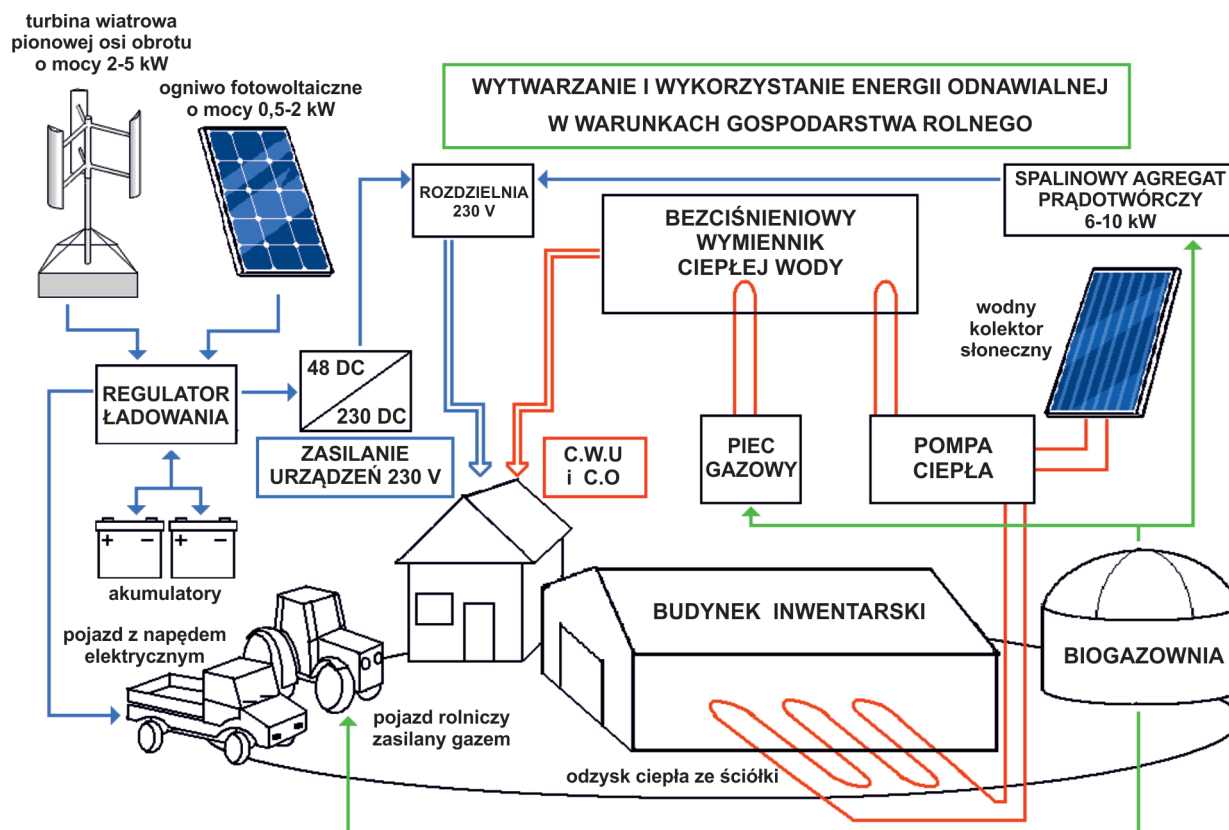 turbina wiatrowa
pionowej osi obrotu
o mocy 2-5 kW
ogniwo fotowoltaiczne
o mocy 0,5-2 kW
WYTWARZANIE I WYKORZYSTANIE ENERGII ODNAWIALNEJ
W WARUNKACH GOSPODARSTWA ROLNEGO
ROZDZIELNIA
230 V
BEZCIŚNIENIOWY
WYMIENNIK
CIEPŁEJ WODY
SPALINOWY AGREGAT
PRĄDOTWÓRCZY
6-10 kW
wodny
kolektor
słoneczny
REGULATOR
ŁADOWANIA
48 DC
230 DC
ZASILANIE
URZĄDZEŃ 230 V
C.W.U
i C.O
PIEC
GAZOWY
POMPA
CIEPŁA
+ − + −
akumulatory
pojazd z napędem
elektrycznym
BUDYNEK INWENTARSKI
BIOGAZOWNIA
pojazd rolniczy
zasilany gazem
odzysk ciepła ze ściółki